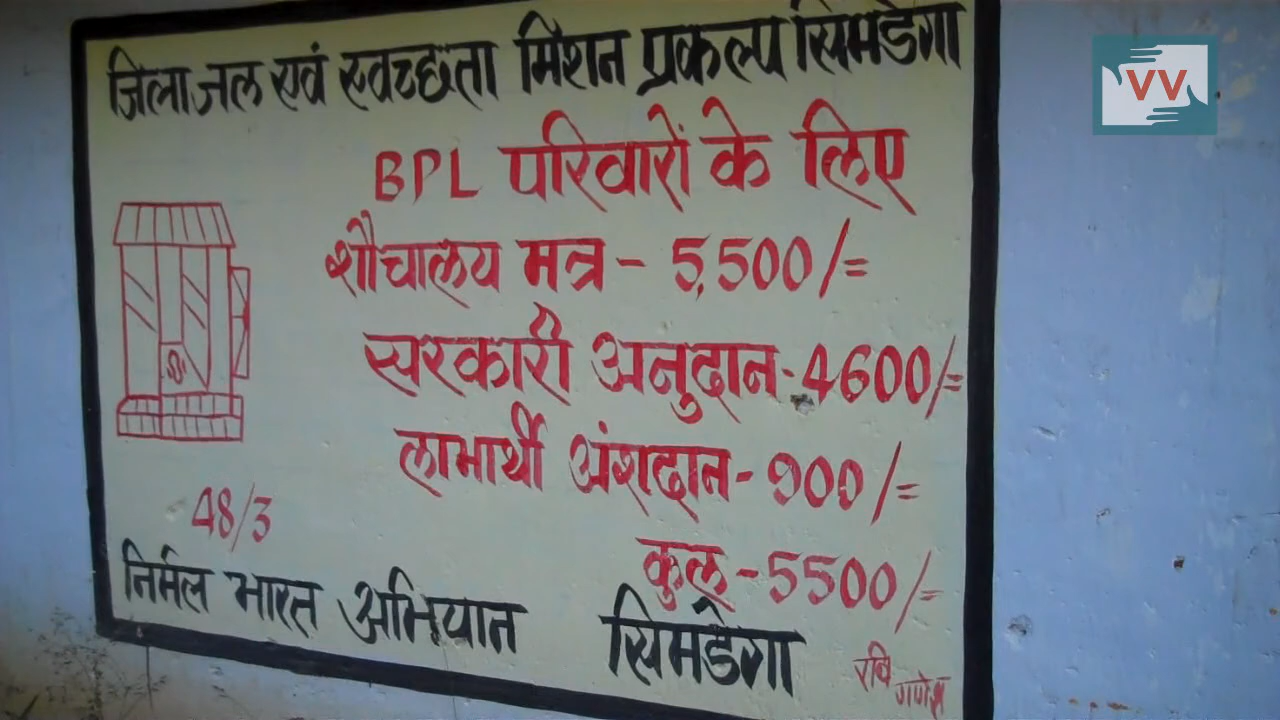 जिला जल एवं स्वच्छता मिशन प्रकल्प सिमडेगा
VV
BPL परिवारों के लिए
शौचालय मत्र - 5,500/=
सरकारी अनुदान - 4600/=
लाभार्थी अंशदान - 900/=
48/3
कुल - 5500/=
निर्मल भारत अभियान सिमडेगा
रवि गणेश